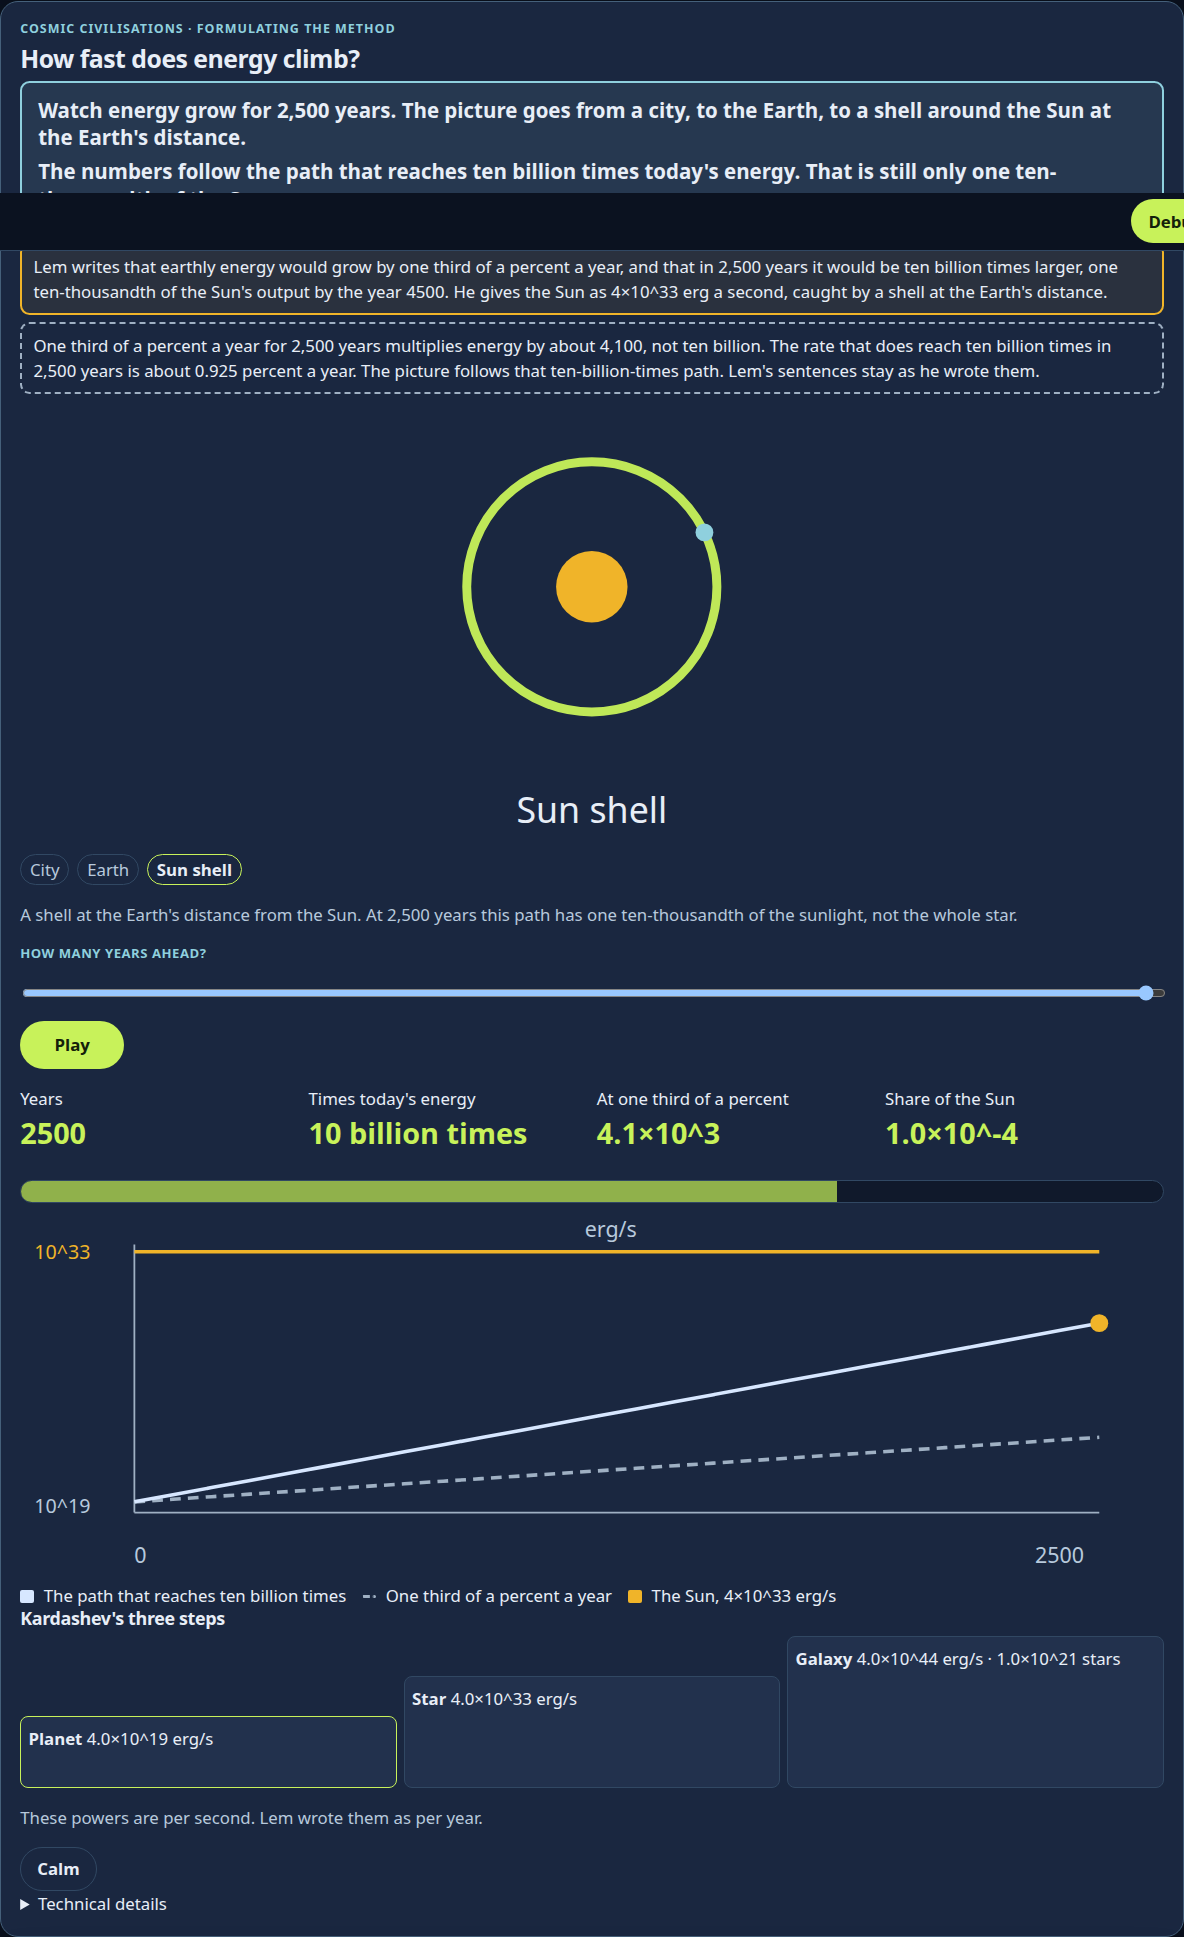 COSMIC CIVILISATIONS · FORMULATING THE METHOD
How fast does energy climb?
Watch energy grow for 2,500 years. The picture goes from a city, to the Earth, to a shell around the Sun at
the Earth's distance.
The numbers follow the path that reaches ten billion times today's energy. That is still only one ten-
Debu
Lem writes that earthly energy would grow by one third of a percent a year, and that in 2,500 years it would be ten billion times larger, one
ten-thousandth of the Sun's output by the year 4500. He gives the Sun as 4×10^33 erg a second, caught by a shell at the Earth's distance.
One third of a percent a year for 2,500 years multiplies energy by about 4,100, not ten billion. The rate that does reach ten billion times in
2,500 years is about 0.925 percent a year. The picture follows that ten-billion-times path. Lem's sentences stay as he wrote them.
Sun shell
City Earth Sun shell
A shell at the Earth's distance from the Sun. At 2,500 years this path has one ten-thousandth of the sunlight, not the whole star.
HOW MANY YEARS AHEAD?
Play
Years Times today's energy At one third of a percent Share of the Sun
2500 10 billion times 4.1×10^3 1.0×10^-4
erg/s
10^33
10^19
0 2500
The path that reaches ten billion times One third of a percent a year The Sun, 4×10^33 erg/s
Kardashev's three steps
Galaxy 4.0×10^44 erg/s · 1.0×10^21 stars
Star 4.0×10^33 erg/s
Planet 4.0×10^19 erg/s
These powers are per second. Lem wrote them as per year.
Calm
Technical details